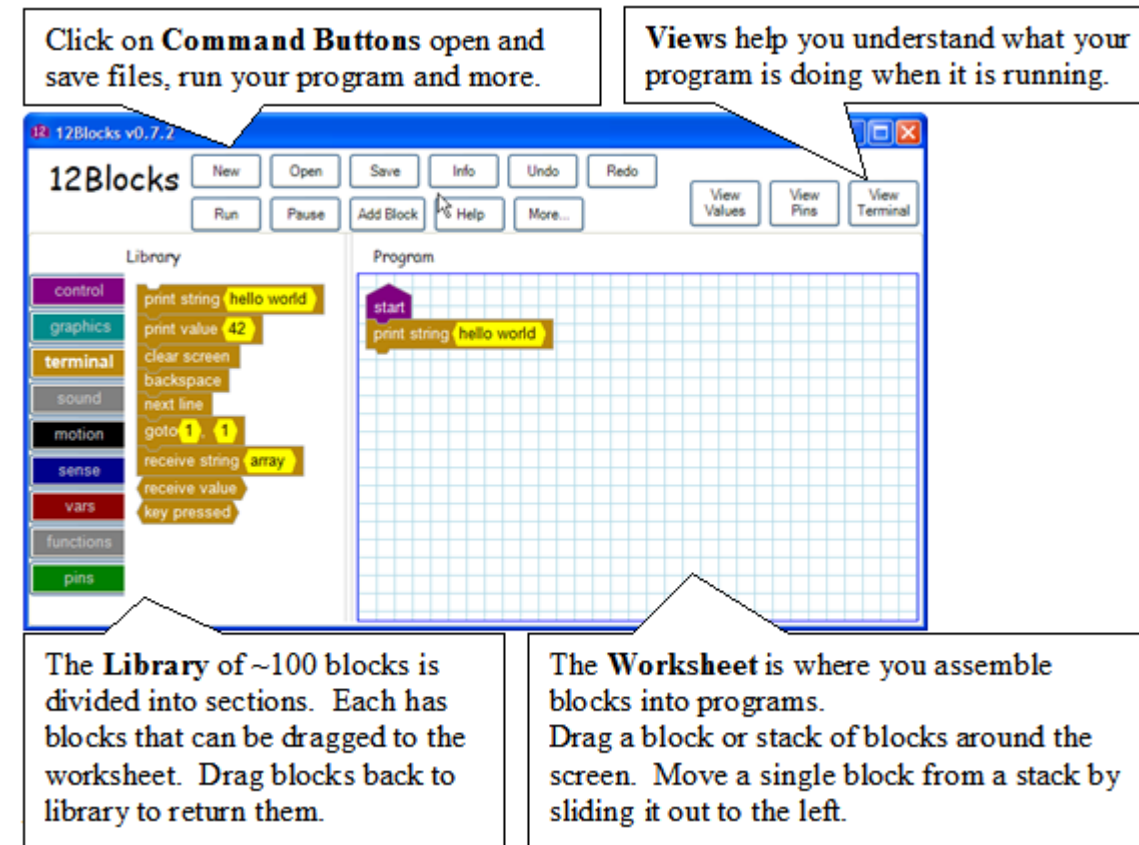 Click on Command Buttons open and
save files, run your program and more.
Views help you understand what your
program is doing when it is running.
12 12Blocks v0.7.2
12Blocks
New Open Save Info Undo Redo
Run Pause Add Block Help More...
View Values
View Pins
View Terminal
Library
Program
control
graphics
terminal
sound
motion
sense
vars
functions
pins
print string hello world
print value 42
clear screen
backspace
next line
goto 1 , 1
receive string array
receive value
key pressed
start
print string hello world
The Library of ~100 blocks is
divided into sections. Each has
blocks that can be dragged to the
worksheet. Drag blocks back to
library to return them.
The Worksheet is where you assemble
blocks into programs.
Drag a block or stack of blocks around the
screen. Move a single block from a stack by
sliding it out to the left.